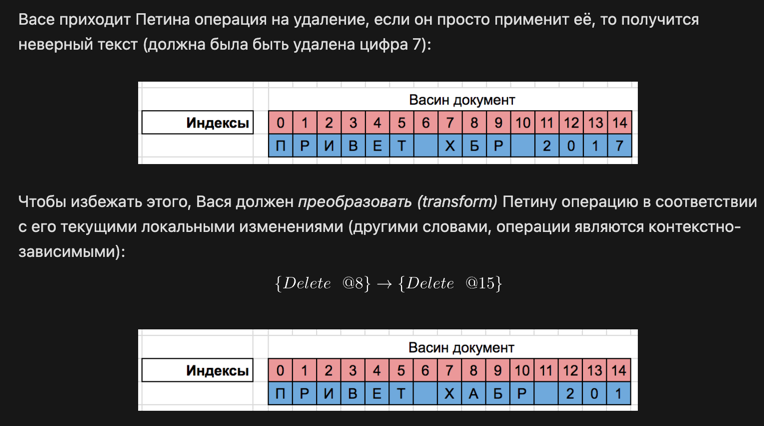 Васе приходит Петина операция на удаление, если он просто применит её, то получится
неверный текст (должна была быть удалена цифра 7):
Васин документ
Индексы 0 1 2 3 4 5 6 7 8 9 10 11 12 13 14
П Р И В Е Т Х Б Р 2 0 1 7
Чтобы избежать этого, Вася должен преобразовать (transform) Петину операцию в соответствии
с его текущими локальными изменениями (другими словами, операции являются контекстно-
зависимыми):
{Delete @8} → {Delete @15}
Васин документ
Индексы 0 1 2 3 4 5 6 7 8 9 10 11 12 13 14
П Р И В Е Т Х А Б Р 2 0 1